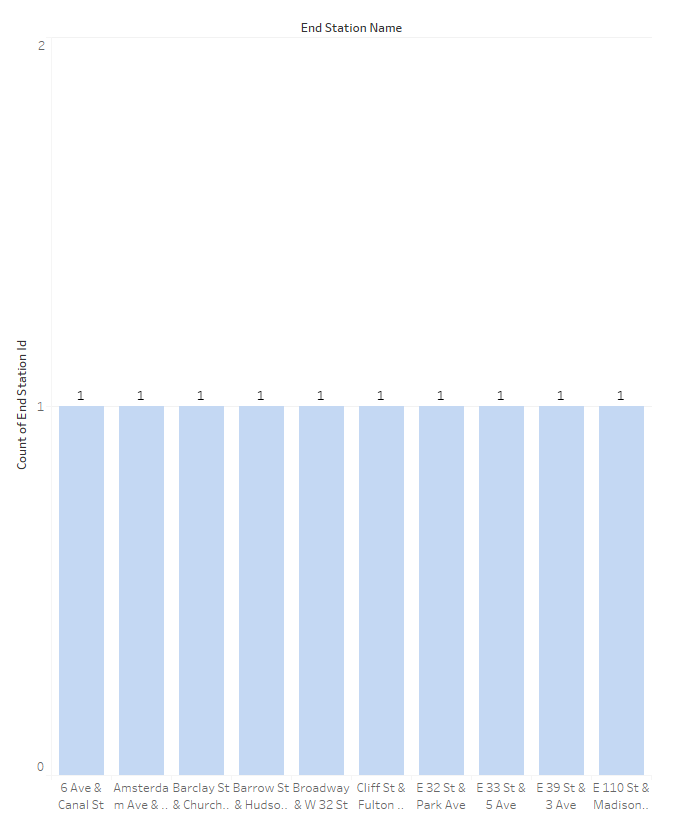 End Station Name
2
Count of End Station Id
1 1 1 1 1 1 1 1 1 1
1
0
6 Ave & Amsterda Barclay St Barrow St Broadway Cliff St & E 32 St & E 33 St & E 39 St & E 110 St &
Canal St m Ave & .. & Church.. & Hudso.. & W 32 St Fulton .. Park Ave 5 Ave 3 Ave Madison..